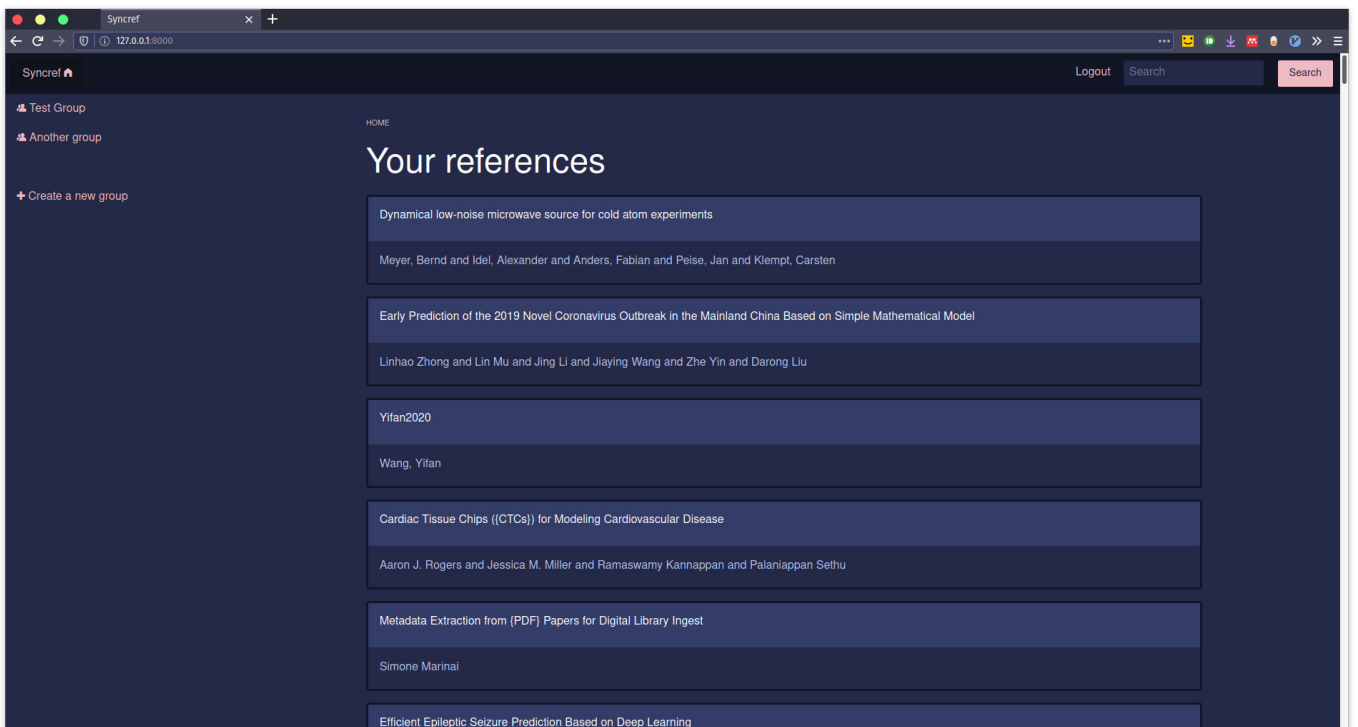 Syncref
127.0.0.1:8000
Syncref
Logout
Search
Search
Test Group
Another group
Create a new group
HOME
Your references
Dynamical low-noise microwave source for cold atom experiments
Meyer, Bernd and Idel, Alexander and Anders, Fabian and Peise, Jan and Klempt, Carsten
Early Prediction of the 2019 Novel Coronavirus Outbreak in the Mainland China Based on Simple Mathematical Model
Linhao Zhong and Lin Mu and Jing Li and Jiaying Wang and Zhe Yin and Darong Liu
Yifan2020
Wang, Yifan
Cardiac Tissue Chips ({CTCs}) for Modeling Cardiovascular Disease
Aaron J. Rogers and Jessica M. Miller and Ramaswamy Kannappan and Palaniappan Sethu
Metadata Extraction from {PDF} Papers for Digital Library Ingest
Simone Marinai
Efficient Epileptic Seizure Prediction Based on Deep Learning